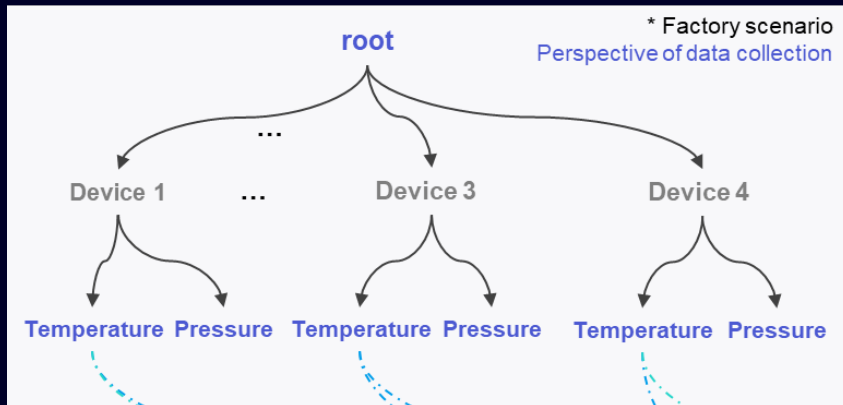 * Factory scenario
root
Perspective of data collection
...
Device 1 ... Device 3 Device 4
Temperature Pressure Temperature Pressure Temperature Pressure